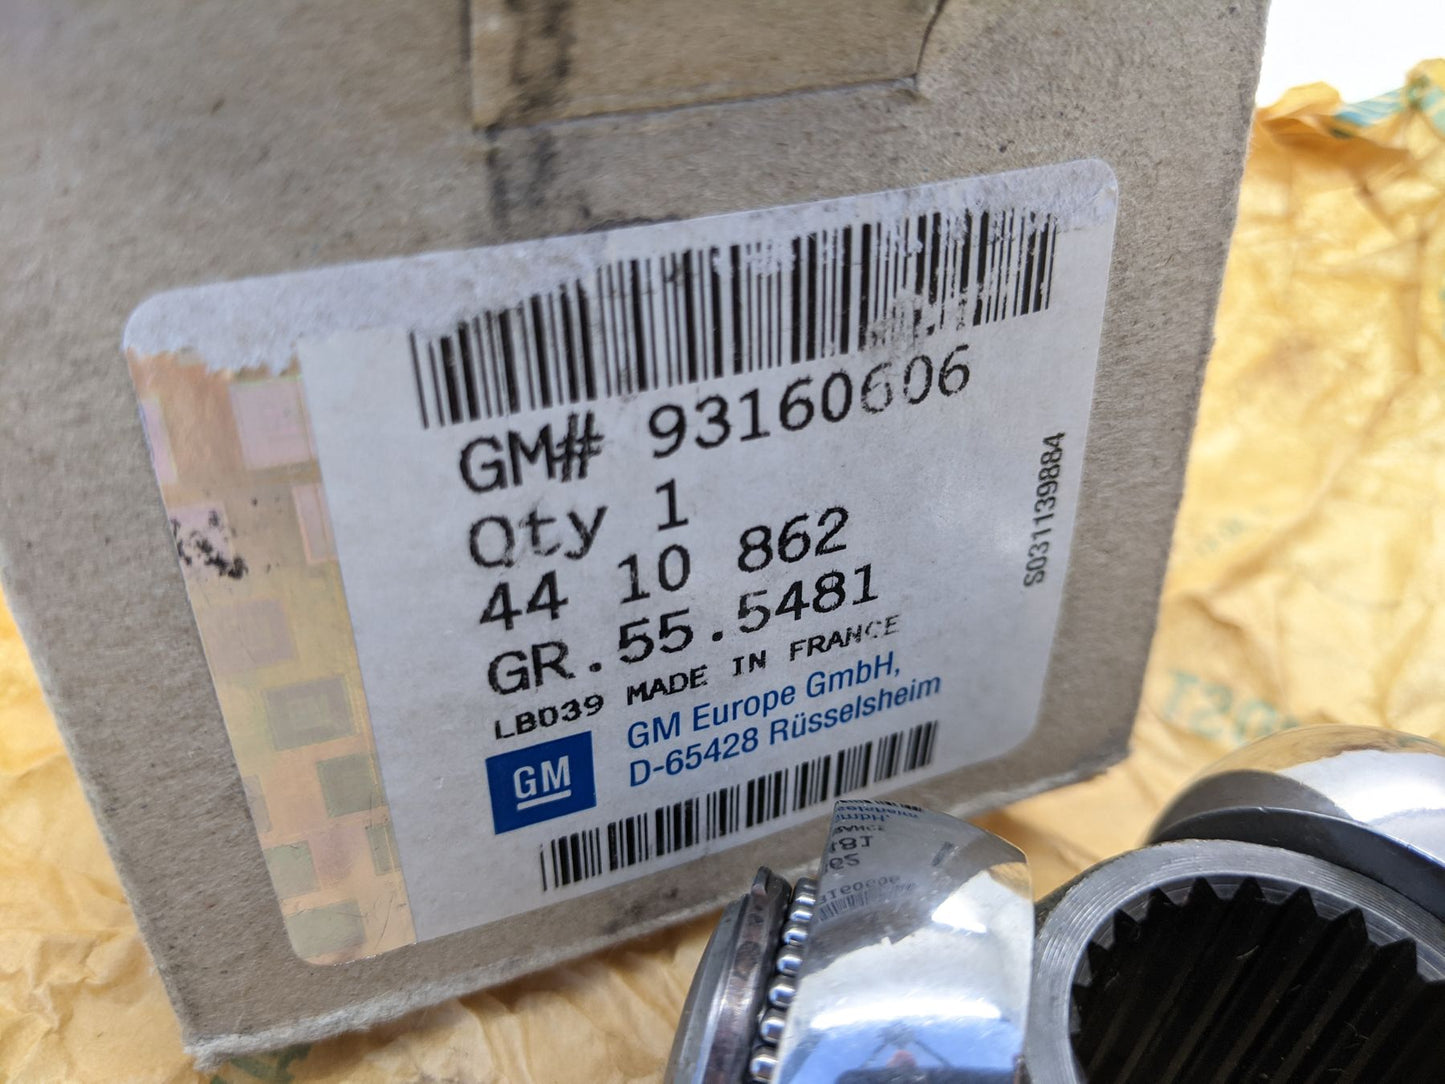 GM# 93160606
Qty 1
44 10 862
GR.55.5481
LB039 MADE IN FRANCE
GM Europe GmbH,
D-65428 Rüsselsheim
GM
S031139884